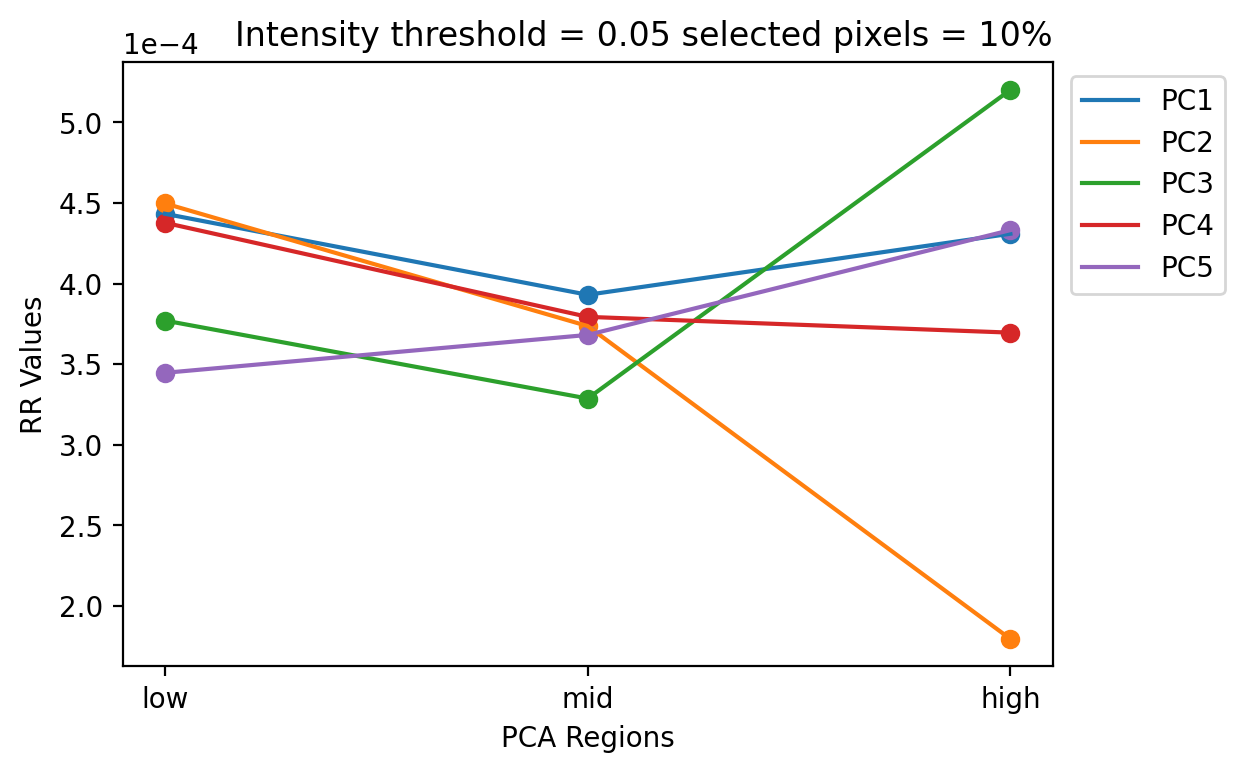 Intensity threshold = 0.05 selected pixels = 10%
1e−4
5.0
4.5
4.0
3.5
3.0
2.5
2.0
RR Values
low
mid
high
PCA Regions
PC1
PC2
PC3
PC4
PC5